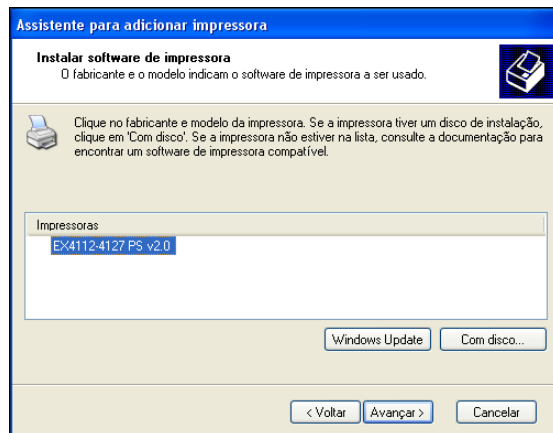 Assistente para adicionar impressora
Instalar software de impressora
O fabricante e o modelo indicam o software de impressora a ser usado.
Clique no fabricante e modelo da impressora. Se a impressora tiver um disco de instalação,
clique em 'Com disco'. Se a impressora não estiver na lista, consulte a documentação para
encontrar um software de impressora compatível.
Impressoras
EX4112-4127 PS v2.0
Windows Update Com disco...
< Voltar Avançar > Cancelar